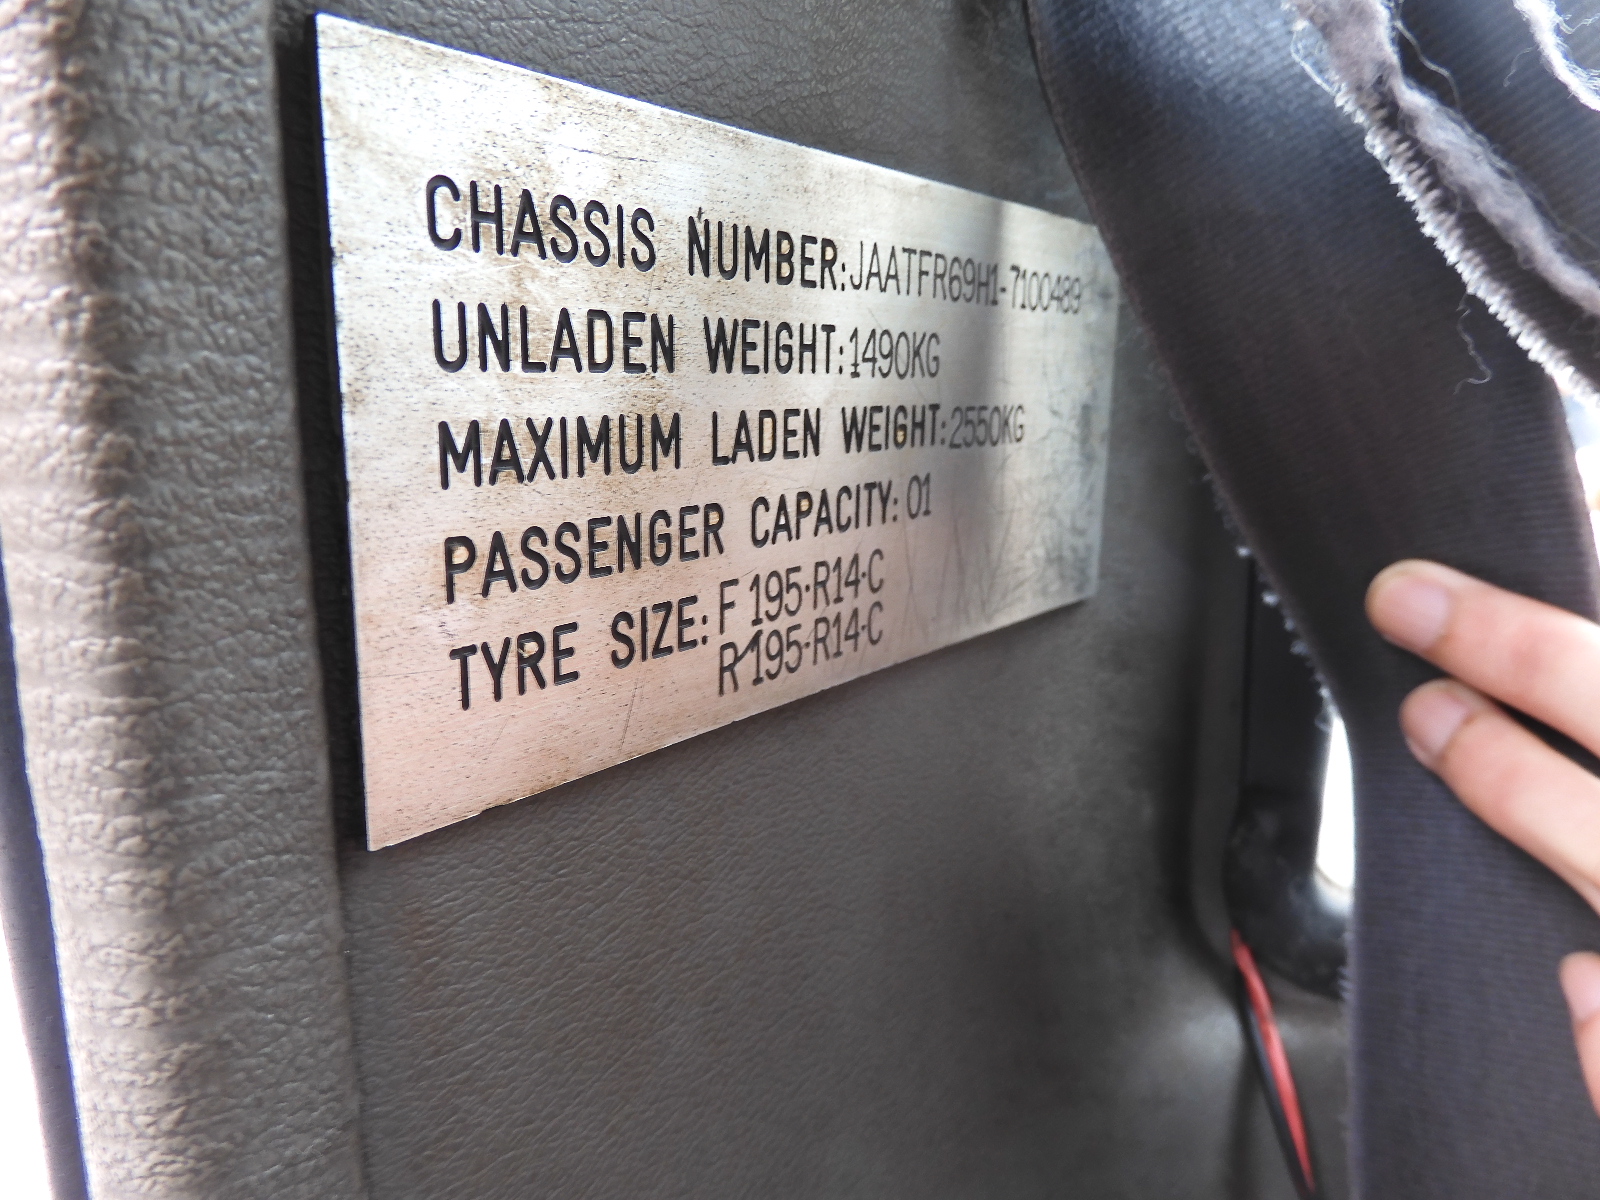 CHASSIS NUMBER: JAATFR69H1-7100489
UNLADEN WEIGHT: 1490KG
MAXIMUM LADEN WEIGHT: 2550KG
PASSENGER CAPACITY: 01
TYRE SIZE: F 195·R14·C
R 195·R14·C